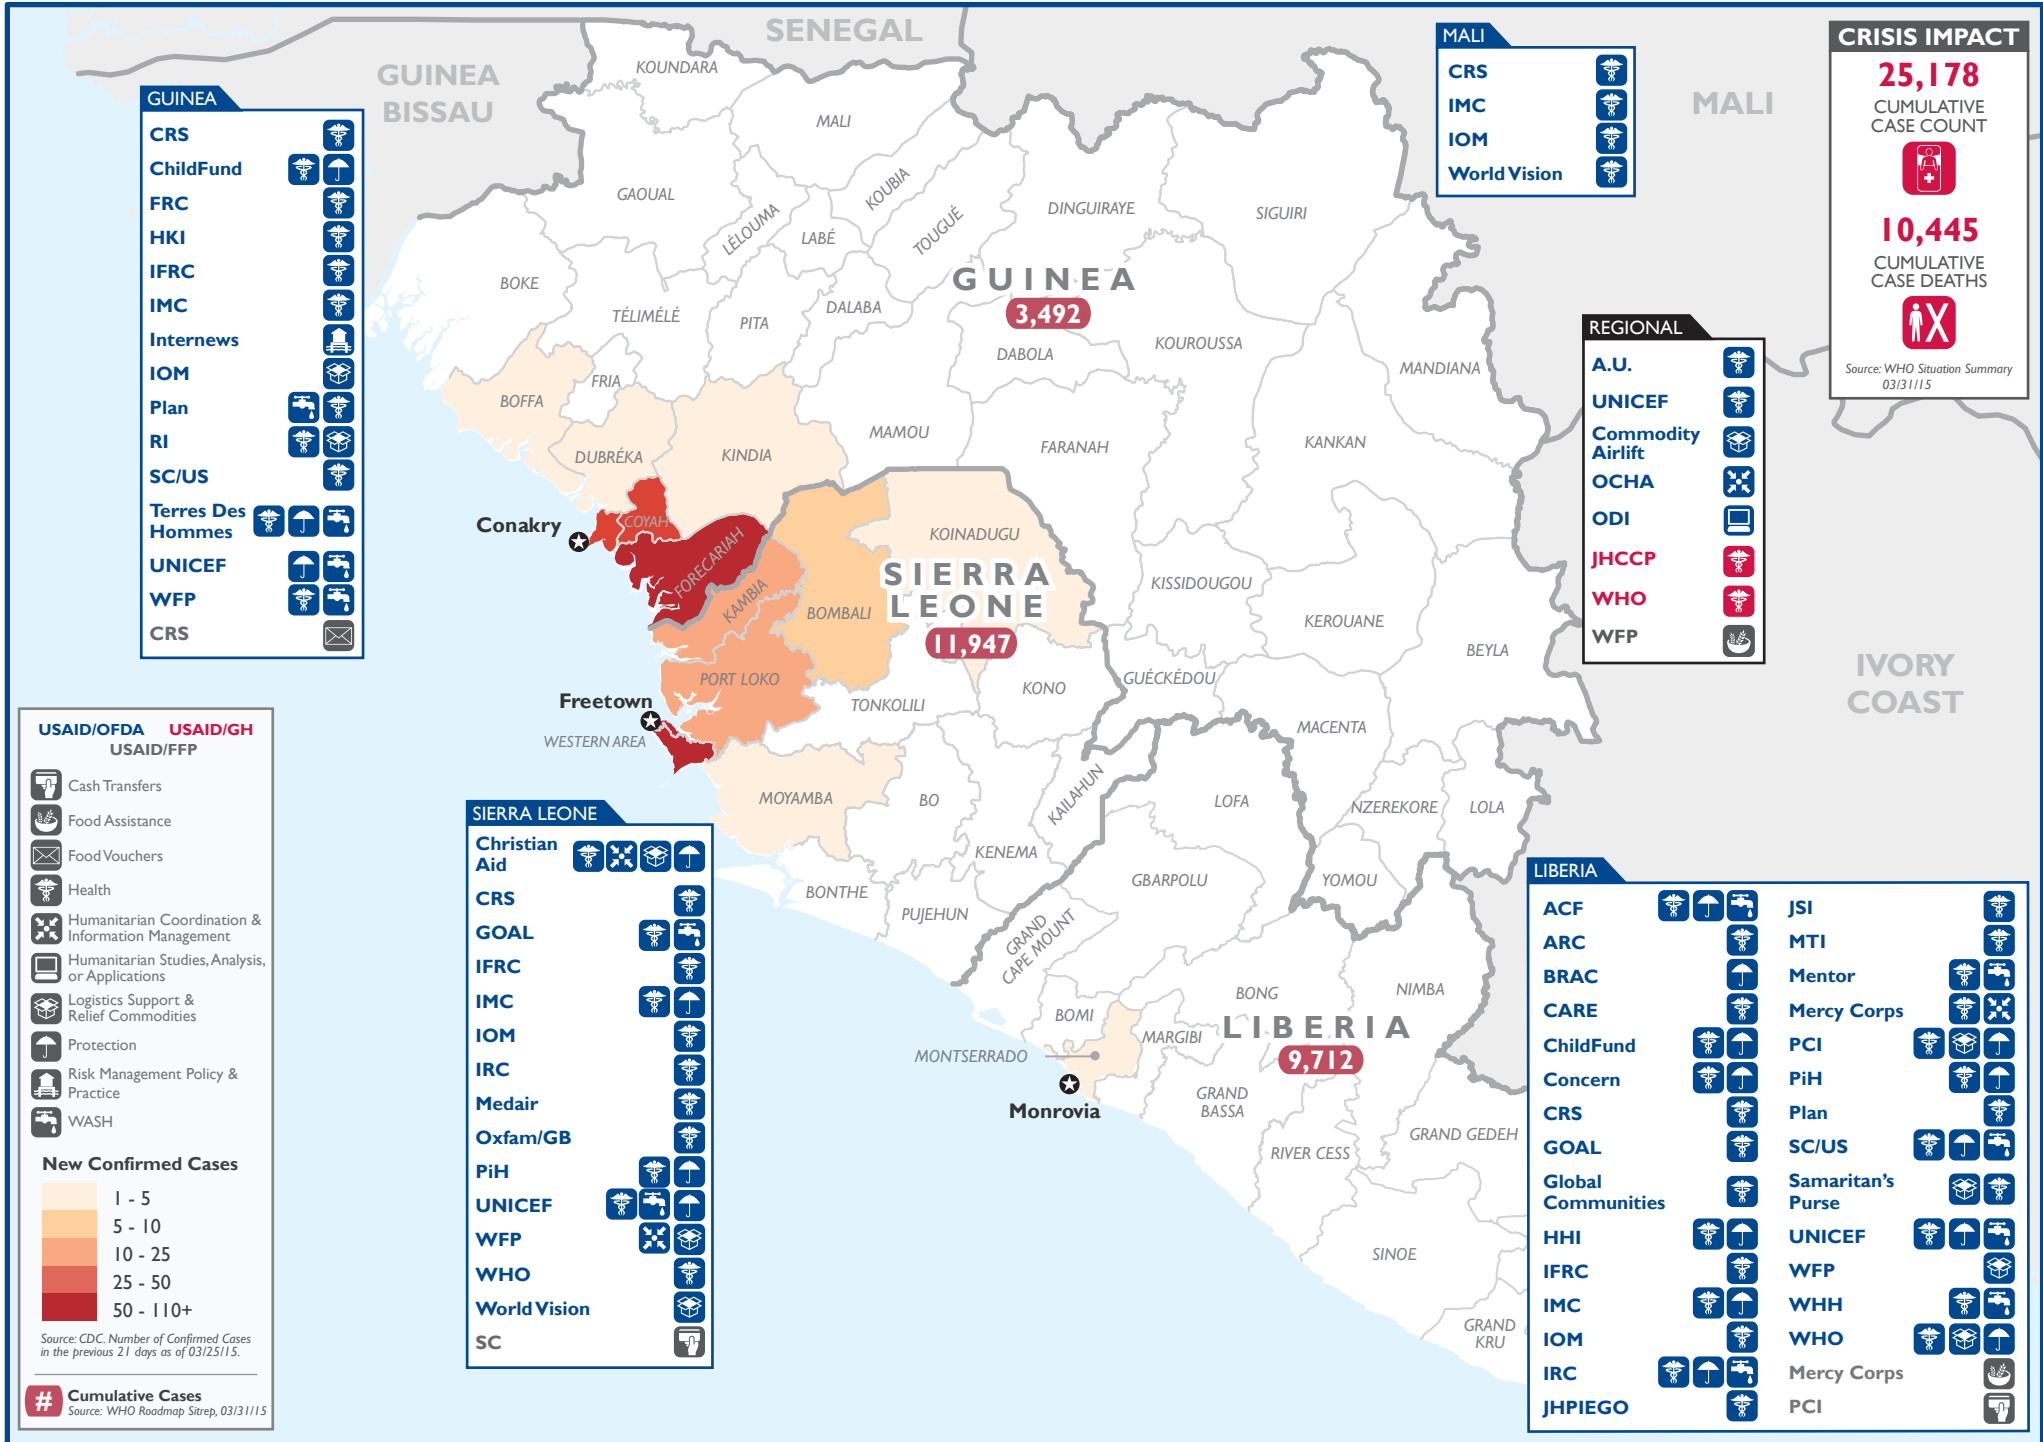 SENEGAL
GUINEA
BISSAU
MALI
IVORY
COAST
GUINEA
CRS
ChildFund
FRC
HKI
IFRC
IMC
Internews
IOM
Plan
RI
SC/US
Terres Des
Hommes
UNICEF
WFP
CRS
MALI
CRS
IMC
IOM
World Vision
CRISIS IMPACT
25,178
CUMULATIVE
CASE COUNT
10,445
CUMULATIVE
CASE DEATHS
Source: WHO Situation Summary
03/31/15
REGIONAL
A.U.
UNICEF
Commodity
Airlift
OCHA
ODI
JHCCP
WHO
WFP
KOUNDARA
MALI
GAOUAL
KOUBIA
LÉLOUMA
LABÉ
TOUGUÉ
DINGUIRAYE
SIGUIRI
BOKE
TÉLIMÉLÉ
PITA
DALABA
GUINEA
3,492
DABOLA
KOUROUSSA
MANDIANA
FRIA
BOFFA
DUBRÉKA
KINDIA
MAMOU
FARANAH
KANKAN
Conakry
COYAH
FORECARIAH
KISSIDOUGOU
KEROUANE
BEYLA
GUÉCKÉDOU
MACENTA
NZEREKORE
LOLA
YOMOU
KOINADUGU
SIERRA
LEONE
11,947
KAMBIA
BOMBALI
PORT LOKO
TONKOLILI
KONO
Freetown
WESTERN AREA
MOYAMBA
BO
KAILAHUN
KENEMA
BONTHE
PUJEHUN
LOFA
GBARPOLU
GRAND
CAPE MOUNT
BOMI
BONG
NIMBA
MARGIBI
LIBERIA
9,712
MONTSERRADO
Monrovia
GRAND
BASSA
RIVER CESS
GRAND GEDEH
SINOE
GRAND
KRU
USAID/OFDA USAID/GH
USAID/FFP
Cash Transfers
Food Assistance
Food Vouchers
Health
Humanitarian Coordination &
Information Management
Humanitarian Studies, Analysis,
or Applications
Logistics Support &
Relief Commodities
Protection
Risk Management Policy &
Practice
WASH
New Confirmed Cases
1 - 5
5 - 10
10 - 25
25 - 50
50 - 110+
Source: CDC. Number of Confirmed Cases
in the previous 21 days as of 03/25/15.
# Cumulative Cases
Source: WHO Roadmap Sitrep, 03/31/15
SIERRA LEONE
Christian
Aid
CRS
GOAL
IFRC
IMC
IOM
IRC
Medair
Oxfam/GB
PiH
UNICEF
WFP
WHO
World Vision
SC
LIBERIA
ACF
ARC
BRAC
CARE
ChildFund
Concern
CRS
GOAL
Global
Communities
HHI
IFRC
IMC
IOM
IRC
JHPIEGO
JSI
MTI
Mentor
Mercy Corps
PCI
PiH
Plan
SC/US
Samaritan's
Purse
UNICEF
WFP
WHH
WHO
Mercy Corps
PCI